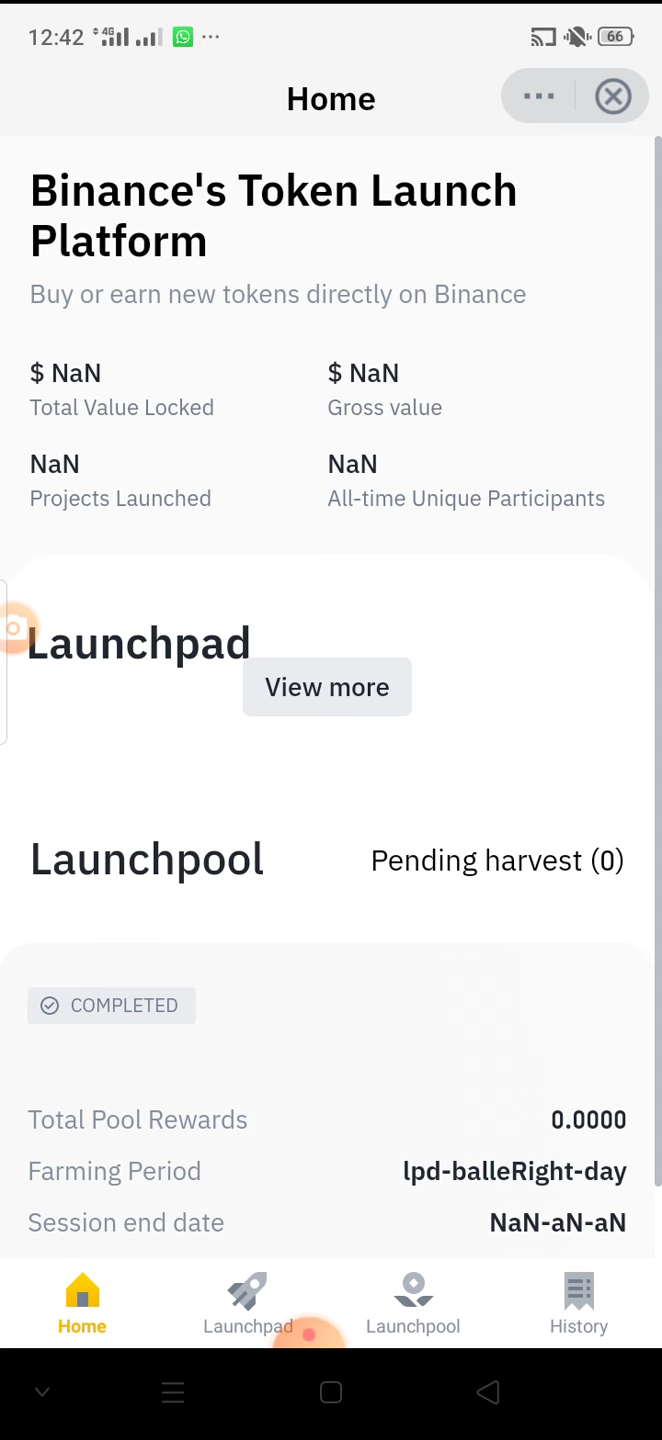 12:42 4G ...
66
Home
Binance's Token Launch
Platform
Buy or earn new tokens directly on Binance
$ NaN $ NaN
Total Value Locked Gross value
NaN NaN
Projects Launched All-time Unique Participants
Launchpad
View more
Launchpool Pending harvest (0)
COMPLETED
Total Pool Rewards 0.0000
Farming Period lpd-balleRight-day
Session end date NaN-aN-aN
Home Launchpad Launchpool History